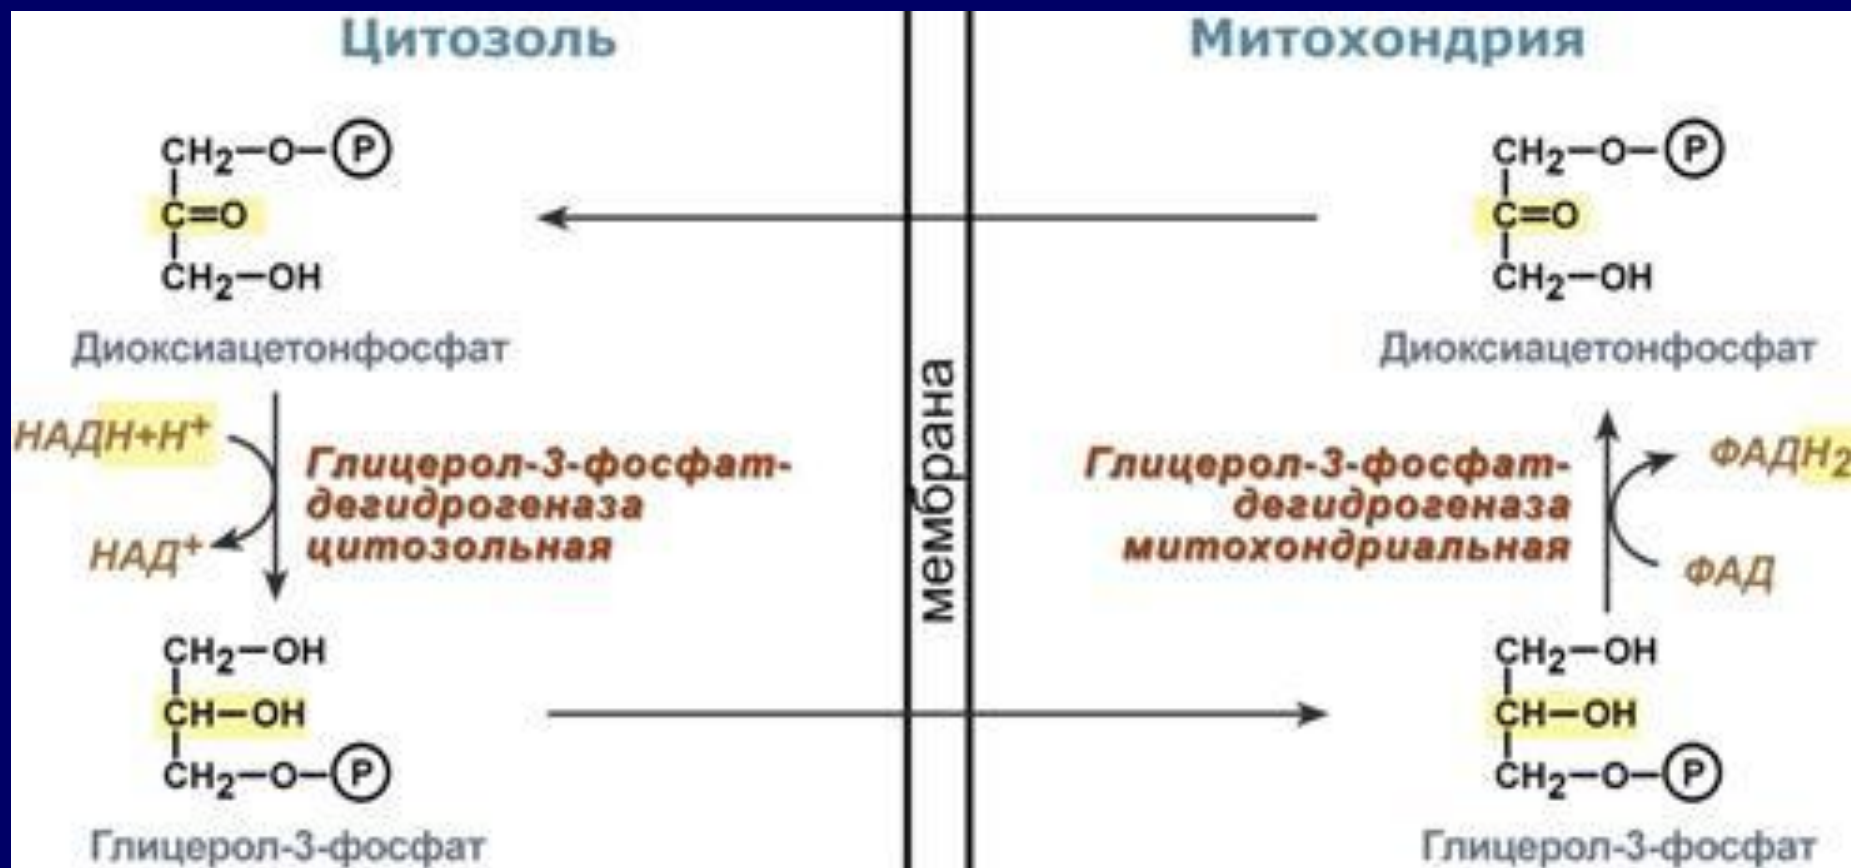 Цитозоль
Митохондрия
CH₂—O—Ⓟ
C=O
CH₂—OH
Диоксиацетонфосфат
НАДН+Н⁺
НАД⁺
Глицерол-3-фосфат-
дегидрогеназа
цитозольная
CH₂—OH
CH—OH
CH₂—O—Ⓟ
Глицерол-3-фосфат
мембрана
CH₂—O—Ⓟ
C=O
CH₂—OH
Диоксиацетонфосфат
Глицерол-3-фосфат-
дегидрогеназа
митохондриальная
ФАДН₂
ФАД
CH₂—OH
CH—OH
CH₂—O—Ⓟ
Глицерол-3-фосфат